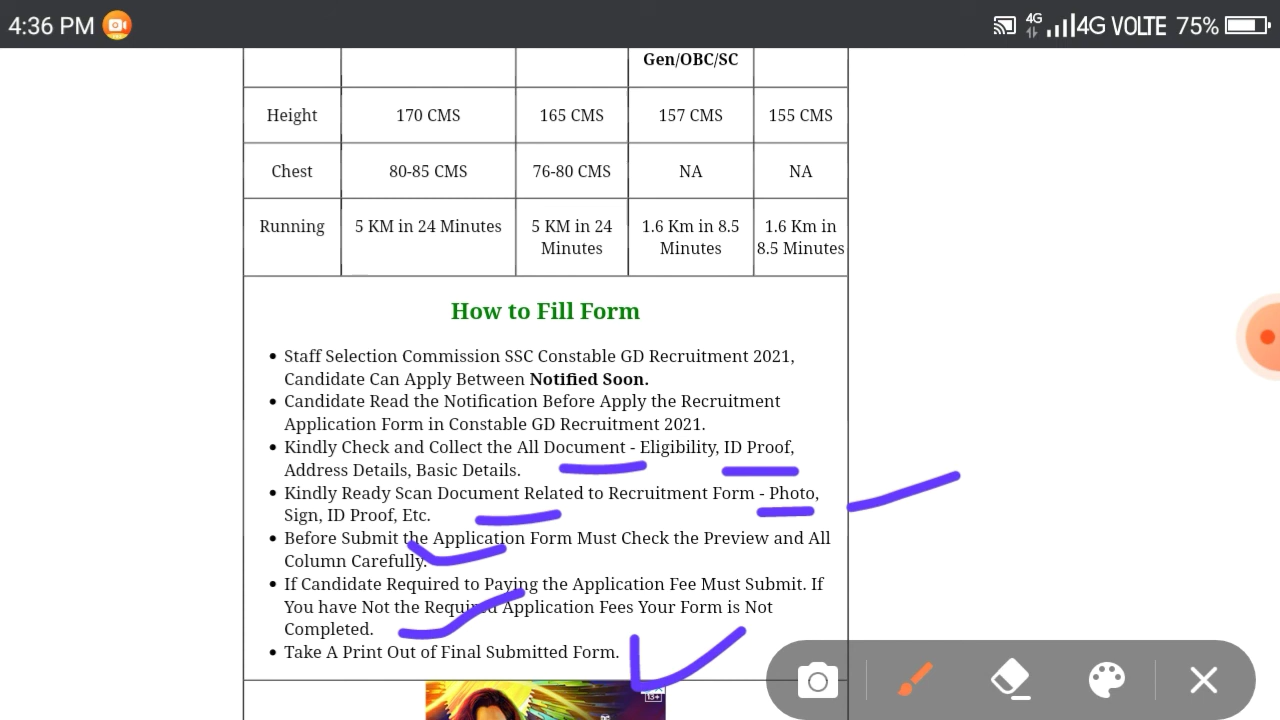 4:36 PM 4G 4G VOLTE 75%
Gen/OBC/SC
Height 170 CMS 165 CMS 157 CMS 155 CMS
Chest 80-85 CMS 76-80 CMS NA NA
Running 5 KM in 24 Minutes 5 KM in 24 Minutes 1.6 Km in 8.5 Minutes 1.6 Km in 8.5 Minutes
How to Fill Form
• Staff Selection Commission SSC Constable GD Recruitment 2021,
Candidate Can Apply Between Notified Soon.
• Candidate Read the Notification Before Apply the Recruitment
Application Form in Constable GD Recruitment 2021.
• Kindly Check and Collect the All Document - Eligibility, ID Proof,
Address Details, Basic Details.
• Kindly Ready Scan Document Related to Recruitment Form - Photo,
Sign, ID Proof, Etc.
• Before Submit the Application Form Must Check the Preview and All
Column Carefully.
• If Candidate Required to Paying the Application Fee Must Submit. If
You have Not the Required Application Fees Your Form is Not
Completed.
• Take A Print Out of Final Submitted Form.
13+